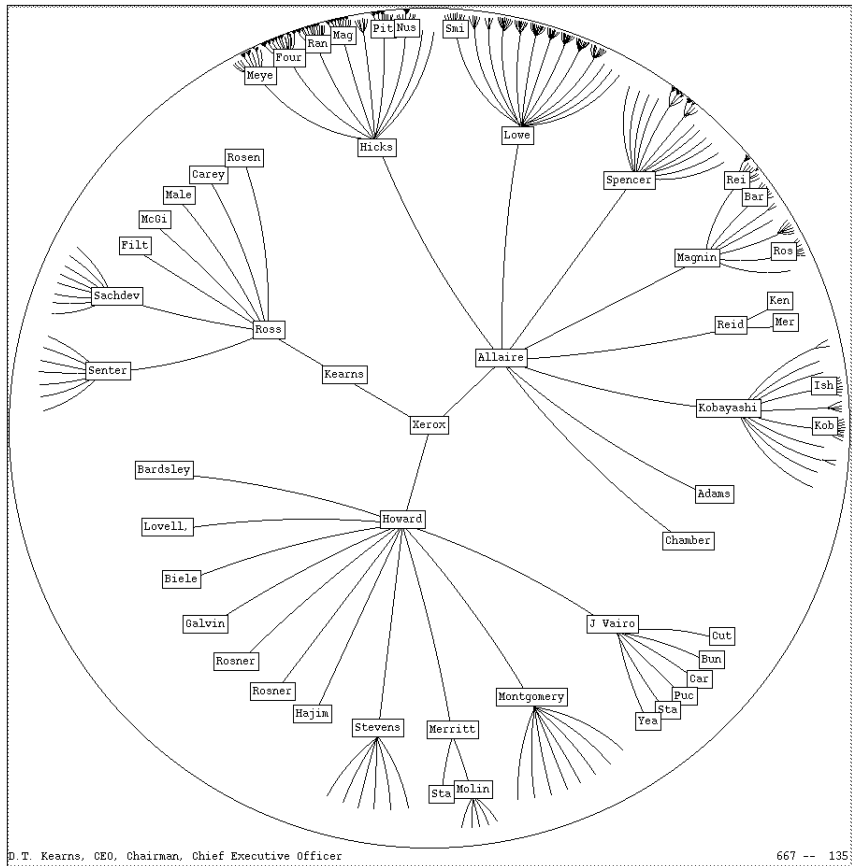 Meye
Four
Ran
Mag
Pit
Nus
Smi
Hicks
Lowe
Spencer
Rei
Bar
Magnin
Ros
Rosen
Carey
Male
McGi
Filt
Sachdev
Ross
Senter
Kearns
Allaire
Xerox
Ken
Reid
Mer
Kobayashi
Ish
Kob
Adams
Chamber
Bardsley
Howard
Lovell,
Biele
Galvin
Rosner
Rosner
Hajim
Stevens
Merritt
Sta
Molin
Montgomery
J Vairo
Cut
Bun
Car
Puc
Sta
Yea
D.T. Kearns, CEO, Chairman, Chief Executive Officer
667 -- 135